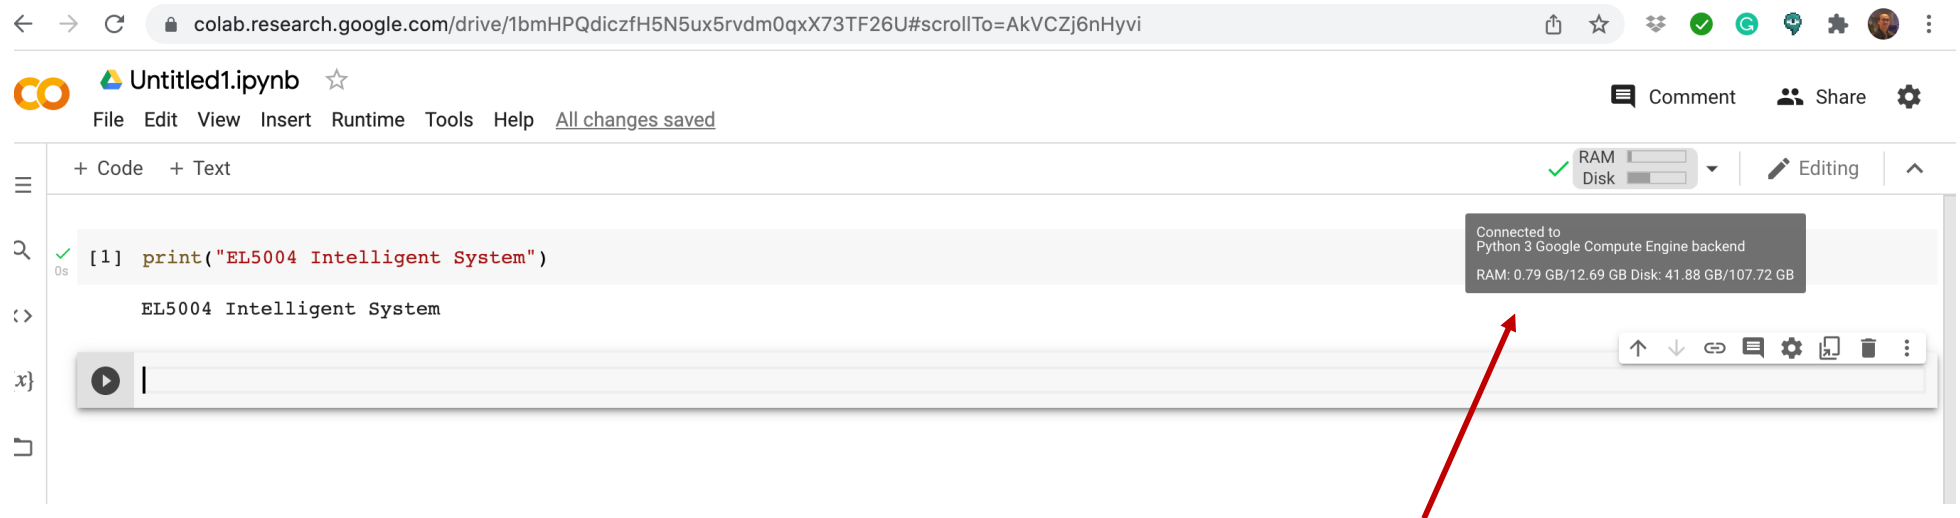 colab.research.google.com/drive/1bmHPQdiczfH5N5ux5rvdm0qxX73TF26U#scrollTo=AkVCZj6nHyvi
Untitled1.ipynb
Comment Share
File Edit View Insert Runtime Tools Help All changes saved
+ Code + Text
RAM
Disk
Editing
Connected to
Python 3 Google Compute Engine backend
RAM: 0.79 GB/12.69 GB Disk: 41.88 GB/107.72 GB
0s
[1] print("EL5004 Intelligent System")
EL5004 Intelligent System
{x}